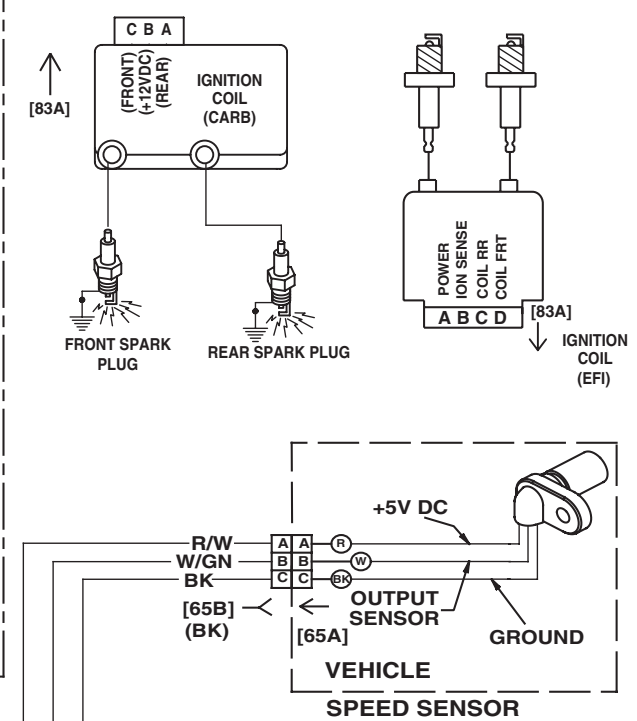 C B A
[83A]
(FRONT)
(+12VDC)
(REAR)
IGNITION
COIL
(CARB)
FRONT SPARK
PLUG
REAR SPARK PLUG
POWER
ION SENSE
COIL RR
COIL FRT
A B C D
[83A]
IGNITION
COIL
(EFI)
+5V DC
R/W A A R
W/GN B B W
BK C C BK
[65B]
(BK)
[65A]
OUTPUT
SENSOR
GROUND
VEHICLE
SPEED SENSOR